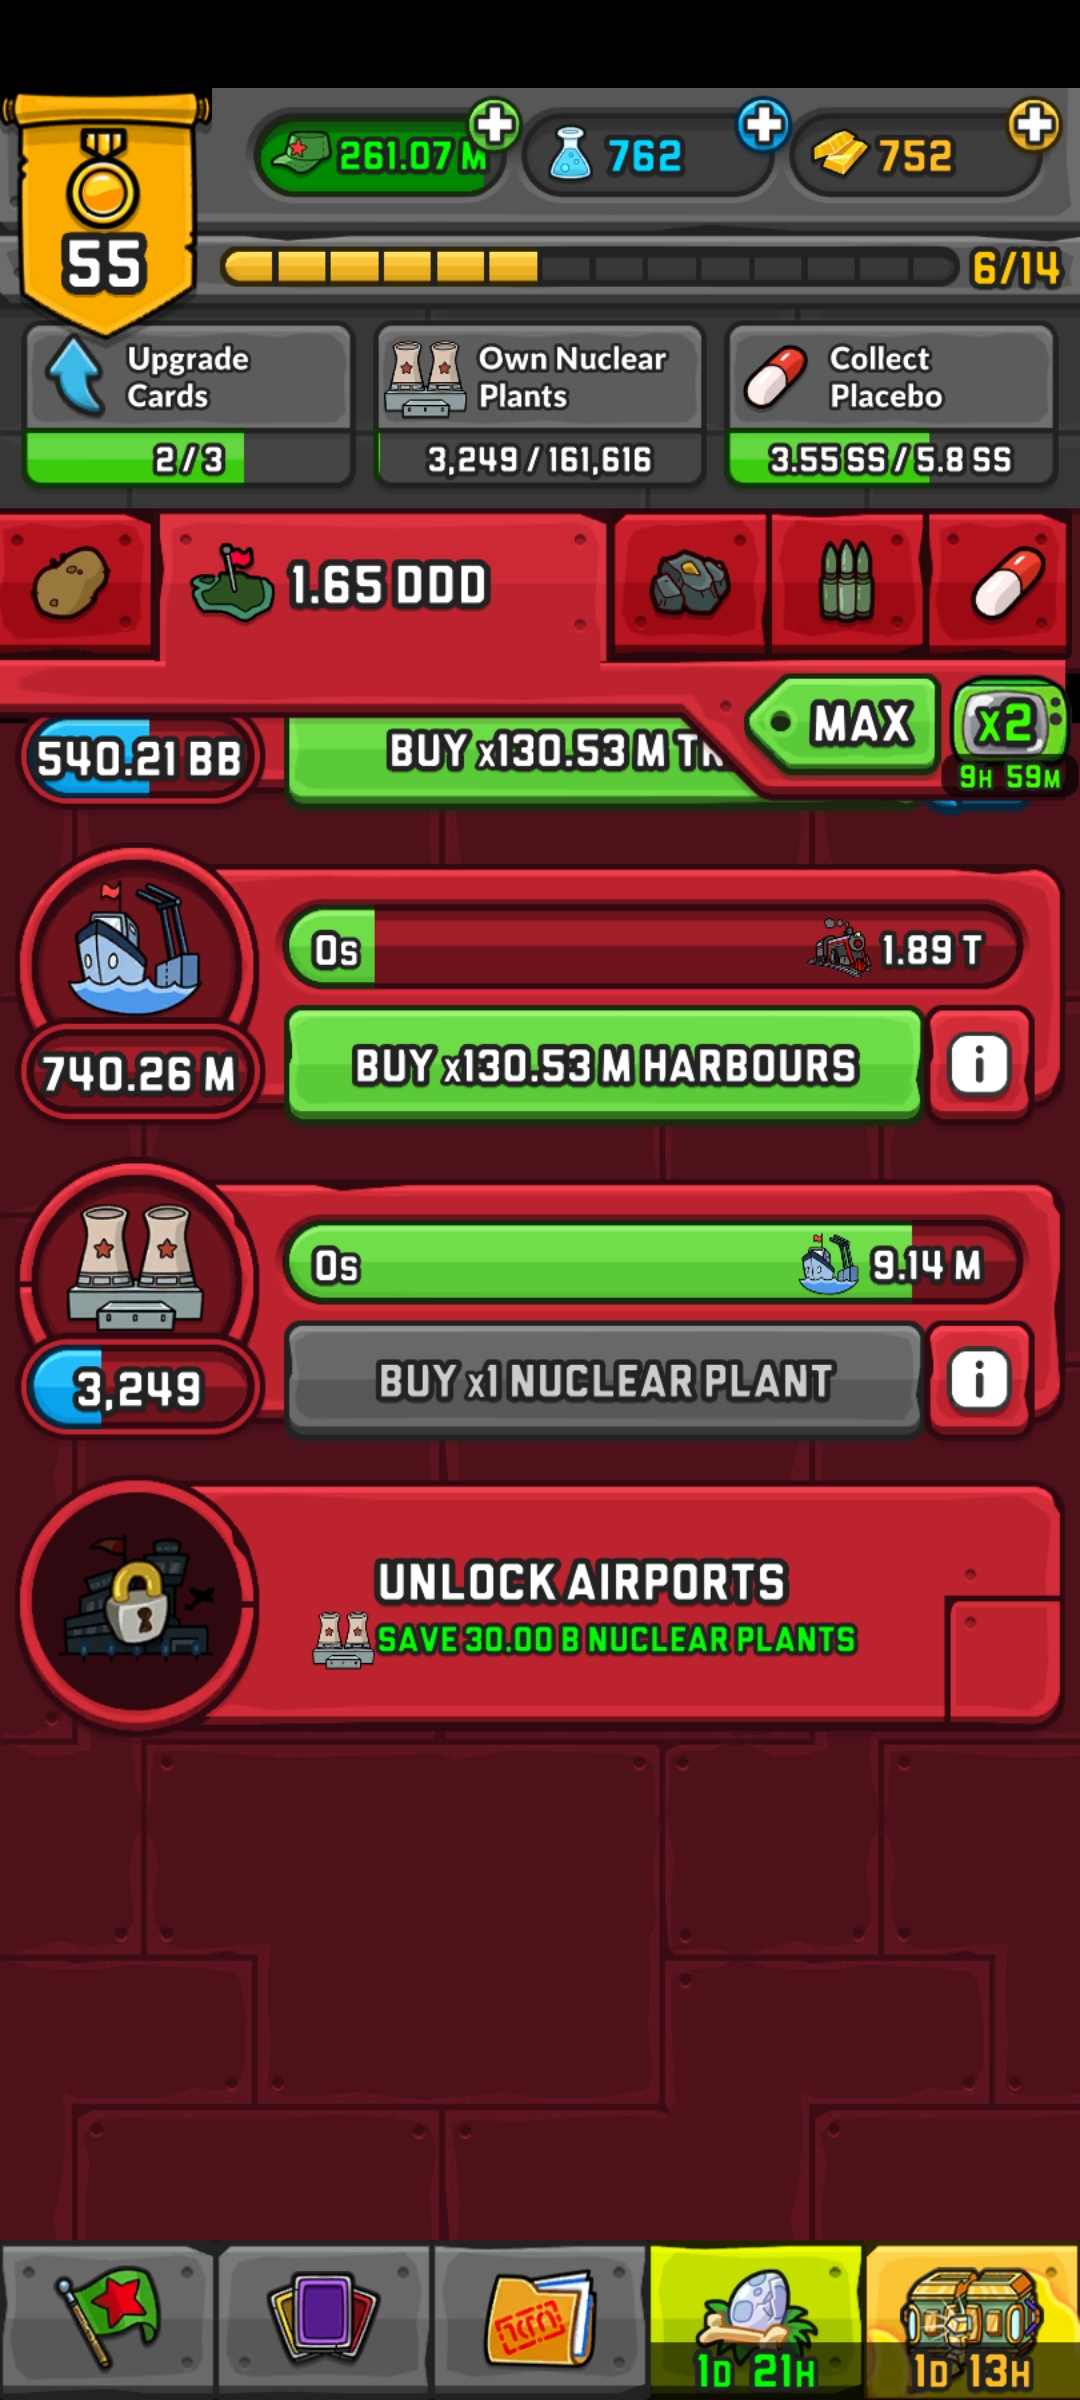 261.07 M
762
752
55
6/14
Upgrade
Cards
Own Nuclear
Plants
Collect
Placebo
2/3
3,249/161,616
3.55 SS/5.8 SS
1.65 DDD
MAX
X2
9H 59M
540.21 BB
BUY x130.53 M TR
0s
1.89 T
740.26 M
BUY x130.53 M HARBOURS
i
0s
9.14 M
3,249
BUY x1 NUCLEAR PLANT
i
UNLOCK AIRPORTS
SAVE 30.00 B NUCLEAR PLANTS
1D 21H
1D 13H